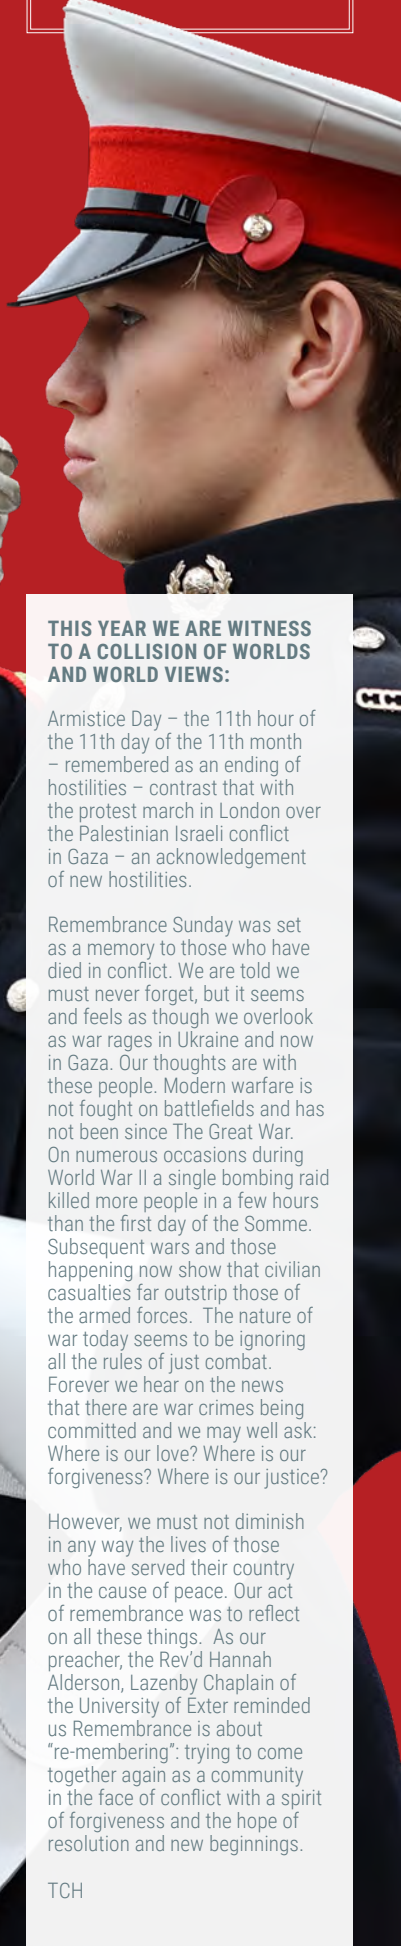 THIS YEAR WE ARE WITNESS
TO A COLLISION OF WORLDS
AND WORLD VIEWS:
Armistice Day – the 11th hour of
the 11th day of the 11th month
– remembered as an ending of
hostilities – contrast that with
the protest march in London over
the Palestinian Israeli conflict
in Gaza – an acknowledgement
of new hostilities.
Remembrance Sunday was set
as a memory to those who have
died in conflict. We are told we
must never forget, but it seems
and feels as though we overlook
as war rages in Ukraine and now
in Gaza. Our thoughts are with
these people. Modern warfare is
not fought on battlefields and has
not been since The Great War.
On numerous occasions during
World War II a single bombing raid
killed more people in a few hours
than the first day of the Somme.
Subsequent wars and those
happening now show that civilian
casualties far outstrip those of
the armed forces.  The nature of
war today seems to be ignoring
all the rules of just combat.
Forever we hear on the news
that there are war crimes being
committed and we may well ask:
Where is our love? Where is our
forgiveness? Where is our justice?
However, we must not diminish
in any way the lives of those
who have served their country
in the cause of peace. Our act
of remembrance was to reflect
on all these things.  As our
preacher, the Rev’d Hannah
Alderson, Lazenby Chaplain of
the University of Exter reminded
us Remembrance is about
“re-membering”: trying to come
together again as a community
in the face of conflict with a spirit
of forgiveness and the hope of
resolution and new beginnings.
TCH